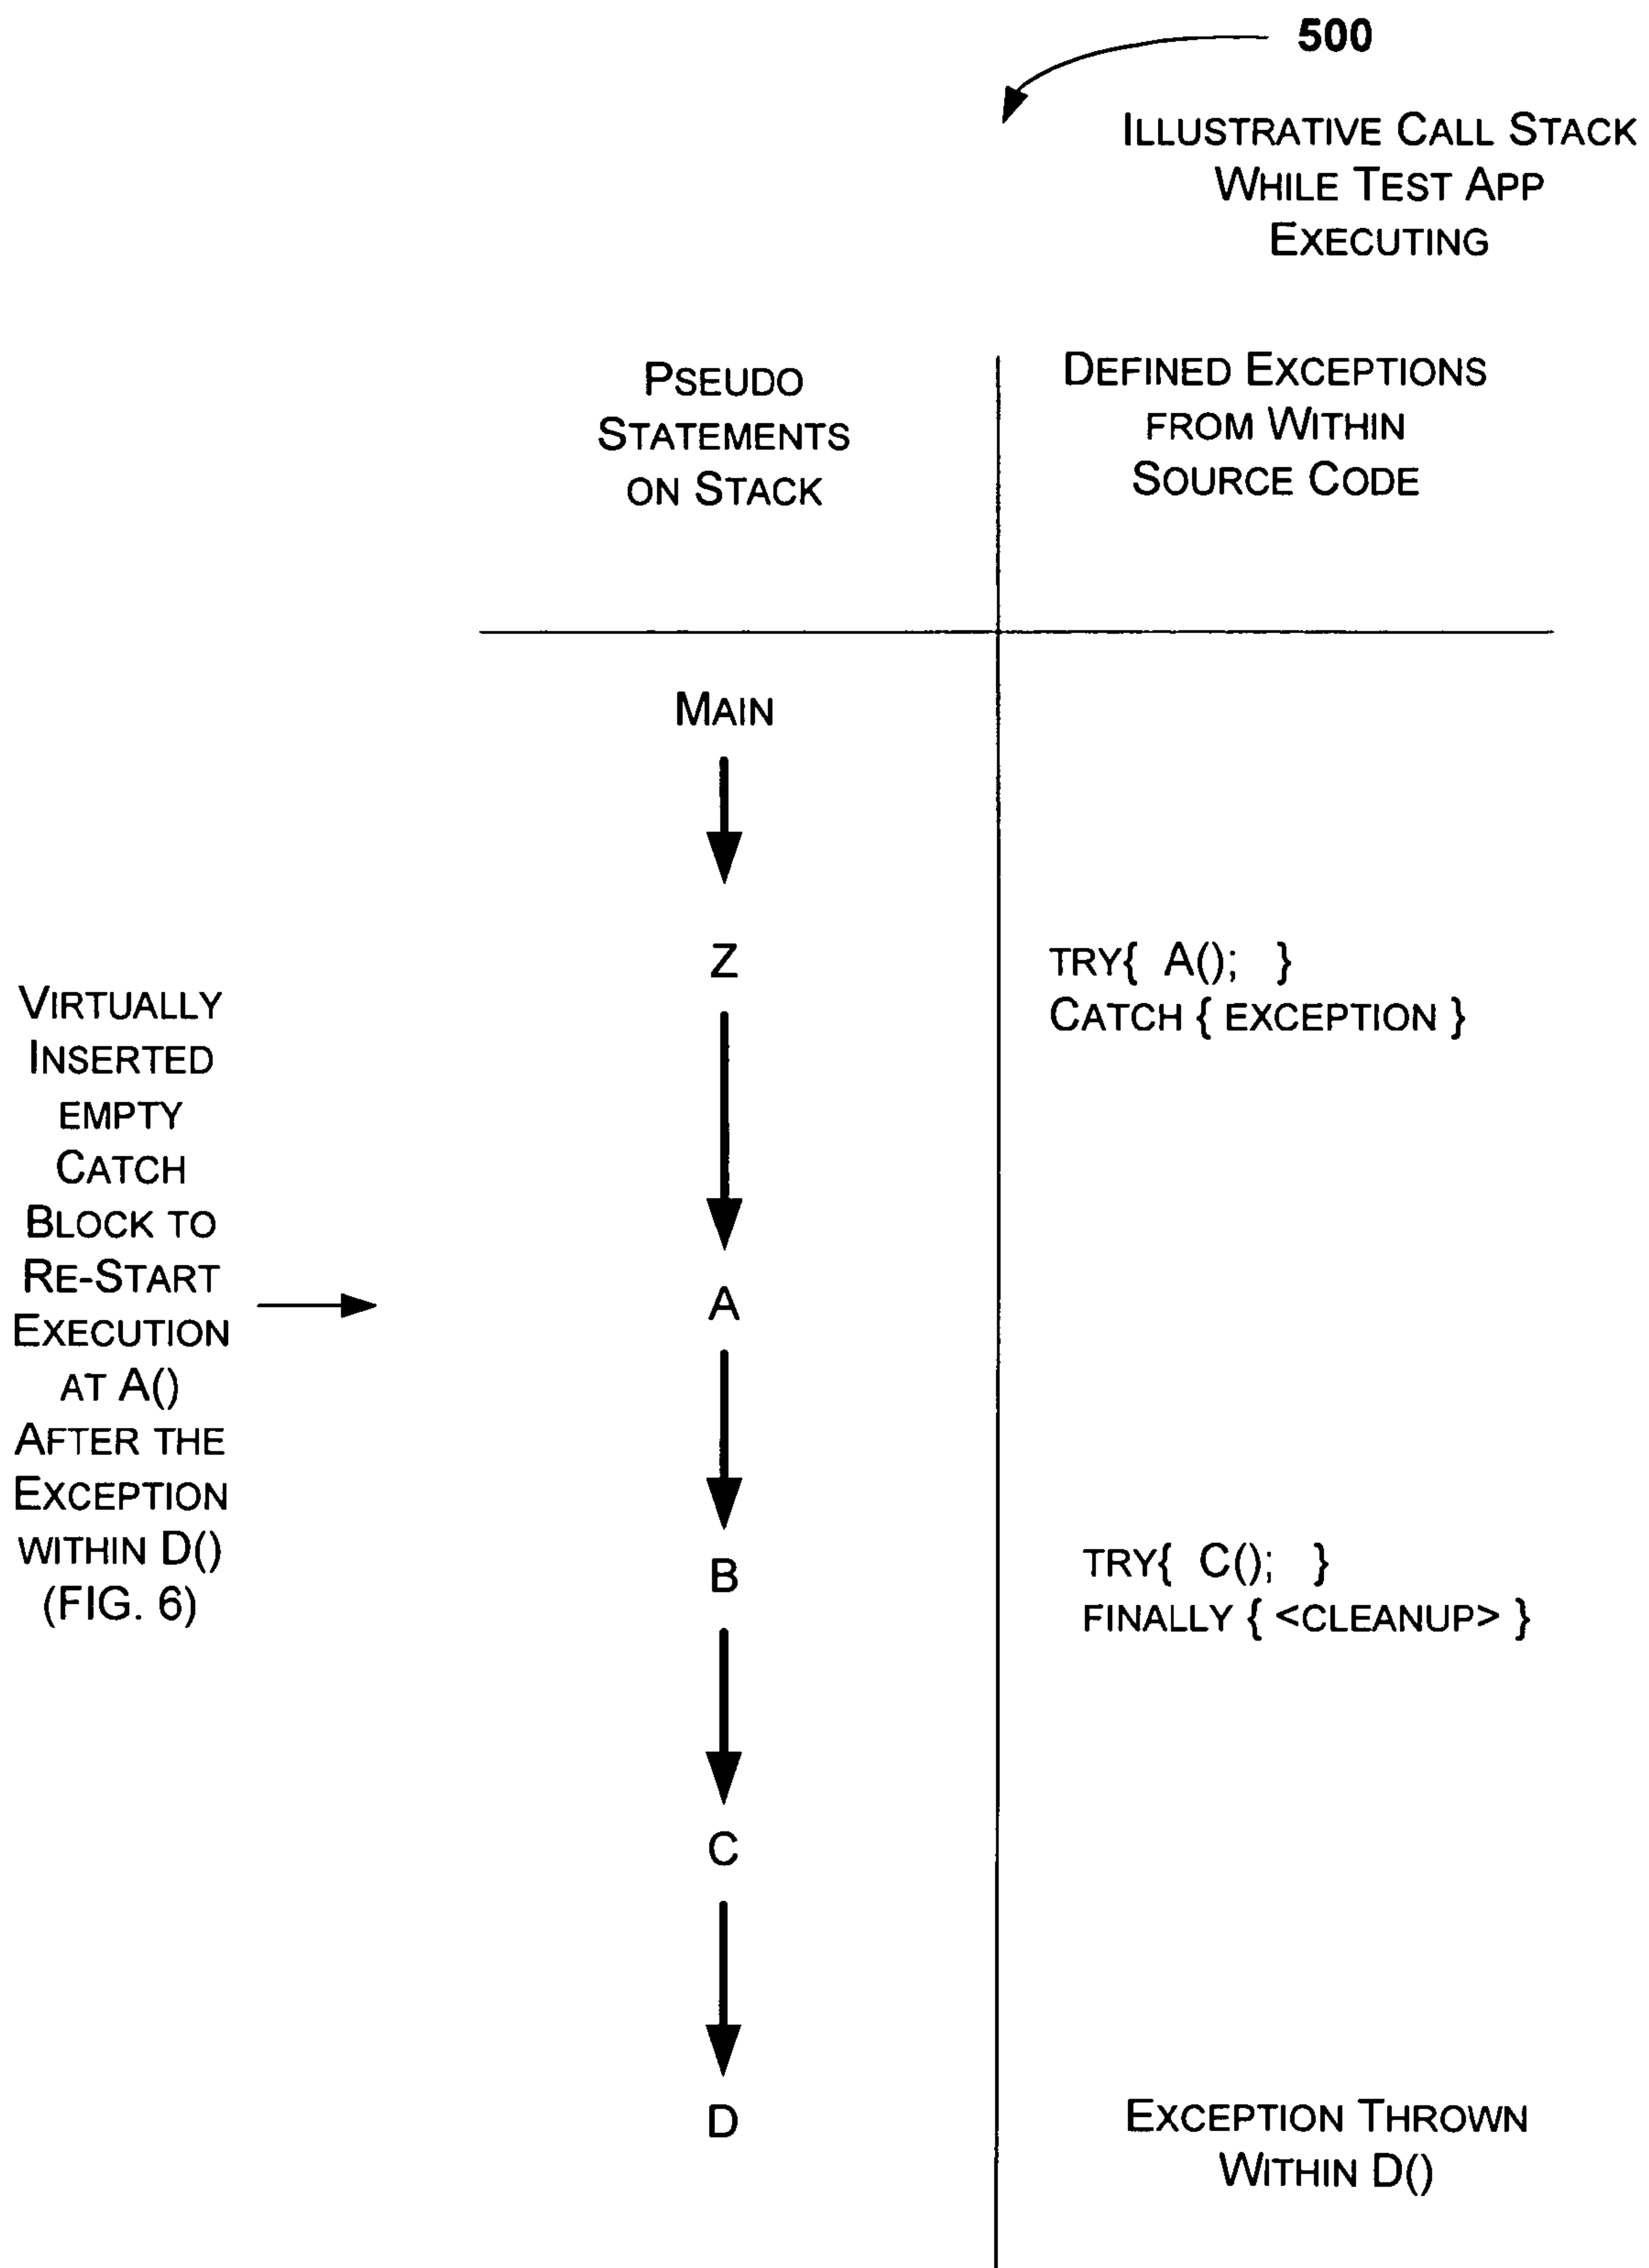 500
ILLUSTRATIVE CALL STACK
WHILE TEST APP
EXECUTING
PSEUDO
STATEMENTS
ON STACK
DEFINED EXCEPTIONS
FROM WITHIN
SOURCE CODE
MAIN
Z
TRY{ A(); }
CATCH { EXCEPTION }
VIRTUALLY
INSERTED
EMPTY
CATCH
BLOCK TO
RE-START
EXECUTION
AT A()
AFTER THE
EXCEPTION
WITHIN D()
(FIG. 6)
A
B
TRY{ C(); }
FINALLY { <CLEANUP> }
C
D
EXCEPTION THROWN
WITHIN D()